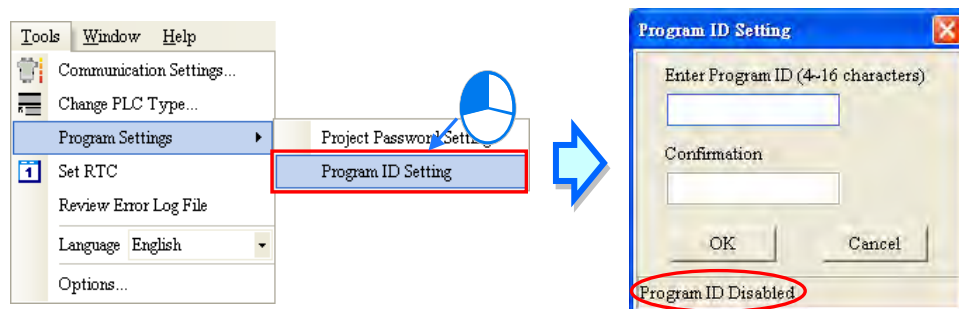 Tools Window Help
Communication Settings...
Change PLC Type...
Program Settings
Set RTC
1
Review Error Log File
Language English
Options...
Project Password Setting
Program ID Setting
Program ID Setting
Enter Program ID (4~16 characters)
Confirmation
OK Cancel
Program ID Disabled